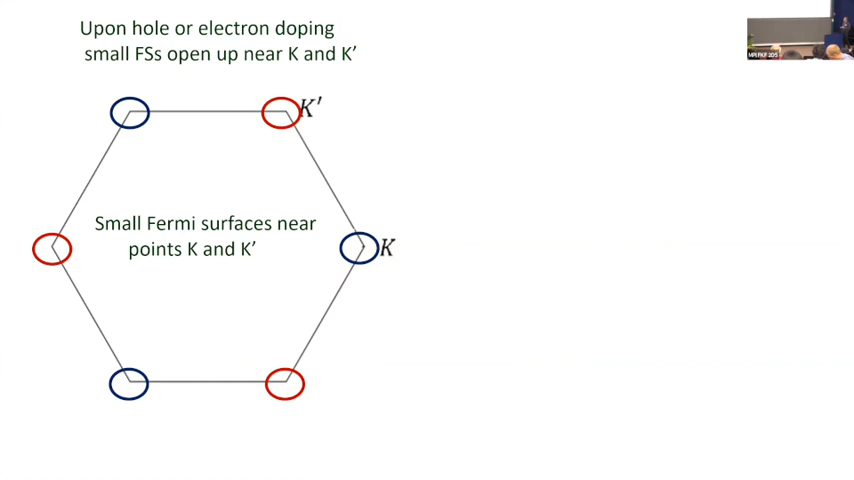 Upon hole or electron doping
small FSs open up near K and K’
K′
Small Fermi surfaces near
points K and K’
K